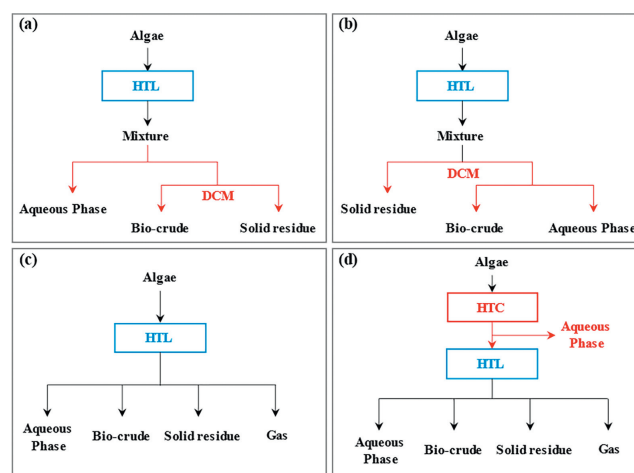 (a)
Algae
HTL
Mixture
DCM
Aqueous Phase
Bio-crude
Solid residue
(b)
Algae
HTL
Mixture
DCM
Solid residue
Bio-crude
Aqueous Phase
(c)
Algae
HTL
Aqueous
Phase
Bio-crude
Solid residue
Gas
(d)
Algae
HTC
Aqueous
Phase
HTL
Aqueous
Phase
Bio-crude
Solid residue
Gas